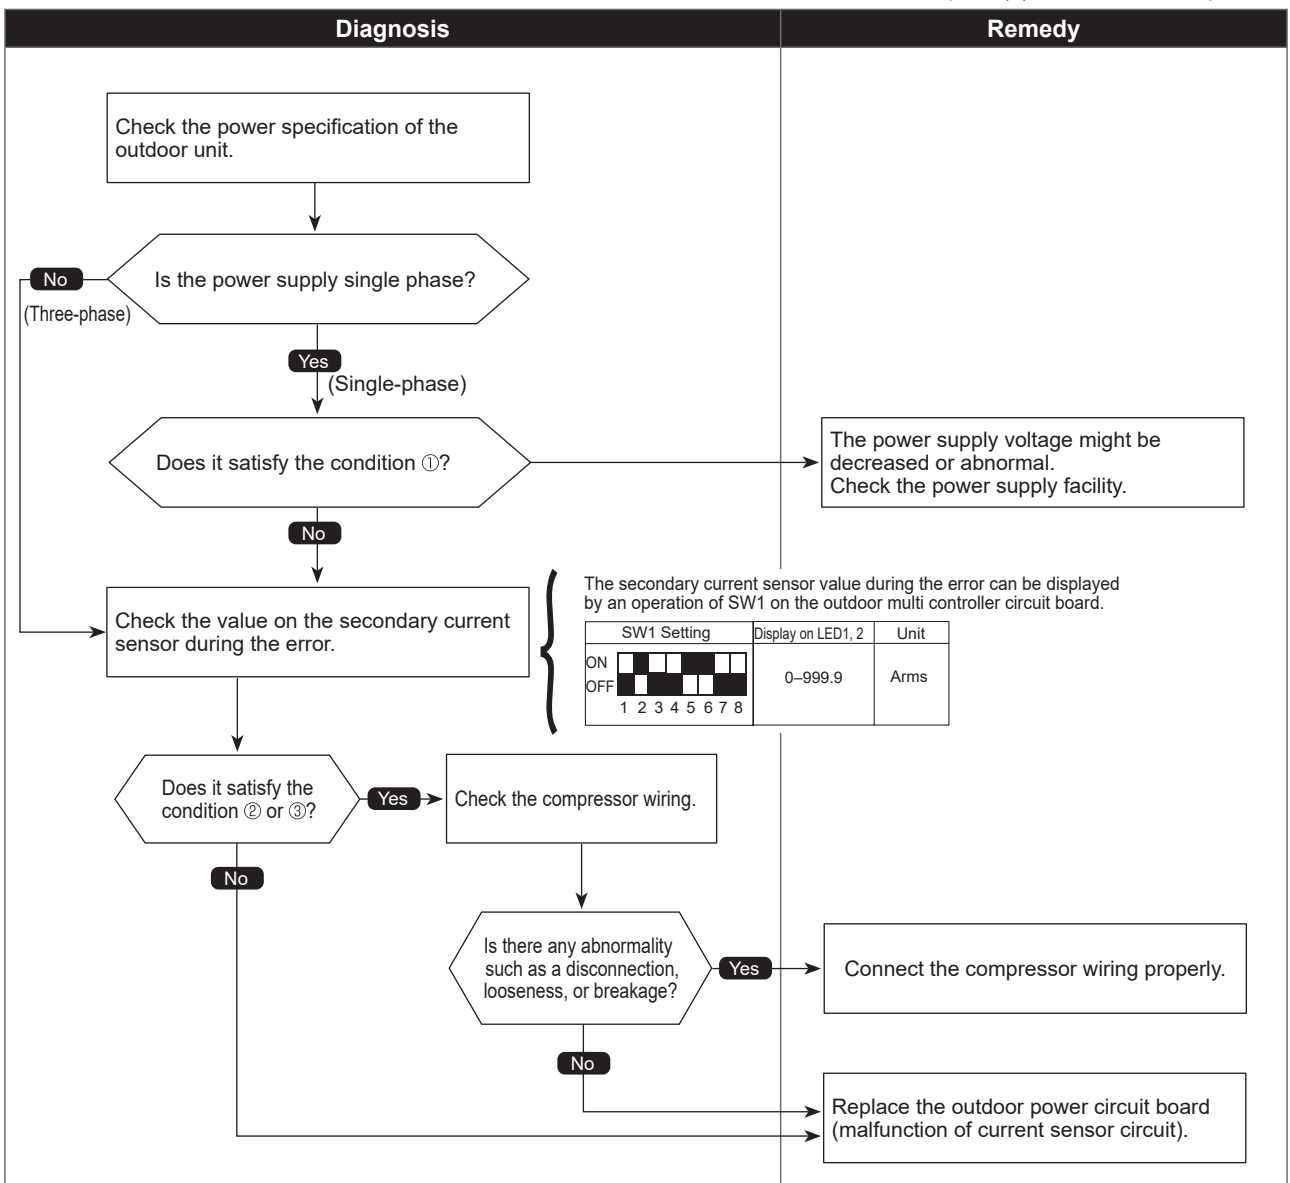 Diagnosis
Remedy
Check the power specification of the
outdoor unit.
Is the power supply single phase?
No
(Three-phase)
Yes
(Single-phase)
Does it satisfy the condition ①?
The power supply voltage might be
decreased or abnormal.
Check the power supply facility.
No
Check the value on the secondary current
sensor during the error.
The secondary current sensor value during the error can be displayed
by an operation of SW1 on the outdoor multi controller circuit board.
SW1 Setting
Display on LED1, 2
Unit
ON
OFF
1 2 3 4 5 6 7 8
0–999.9
Arms
Does it satisfy the
condition ② or ③?
Yes
Check the compressor wiring.
No
Is there any abnormality
such as a disconnection,
looseness, or breakage?
Yes
Connect the compressor wiring properly.
No
Replace the outdoor power circuit board
(malfunction of current sensor circuit).